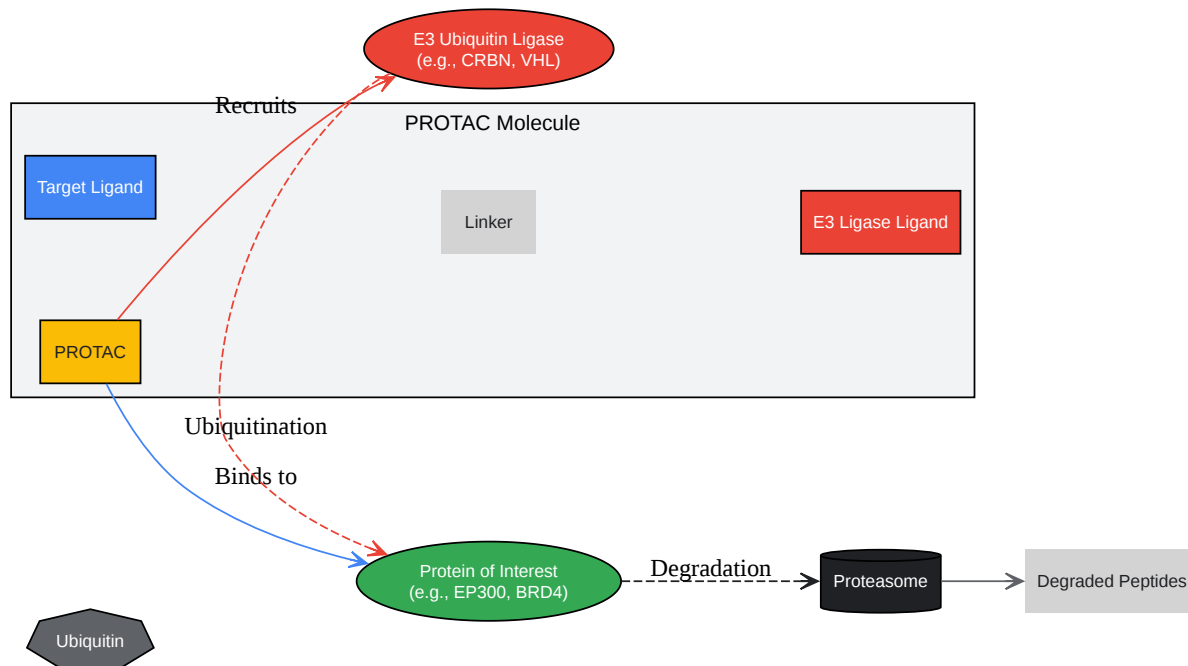 E3 Ubiquitin Ligase
(e.g., CRBN, VHL)
Recruits
PROTAC Molecule
Target Ligand
Linker
E3 Ligase Ligand
PROTAC
Ubiquitination
Binds to
Protein of Interest
(e.g., EP300, BRD4)
Degradation
Proteasome
Degraded Peptides
Ubiquitin